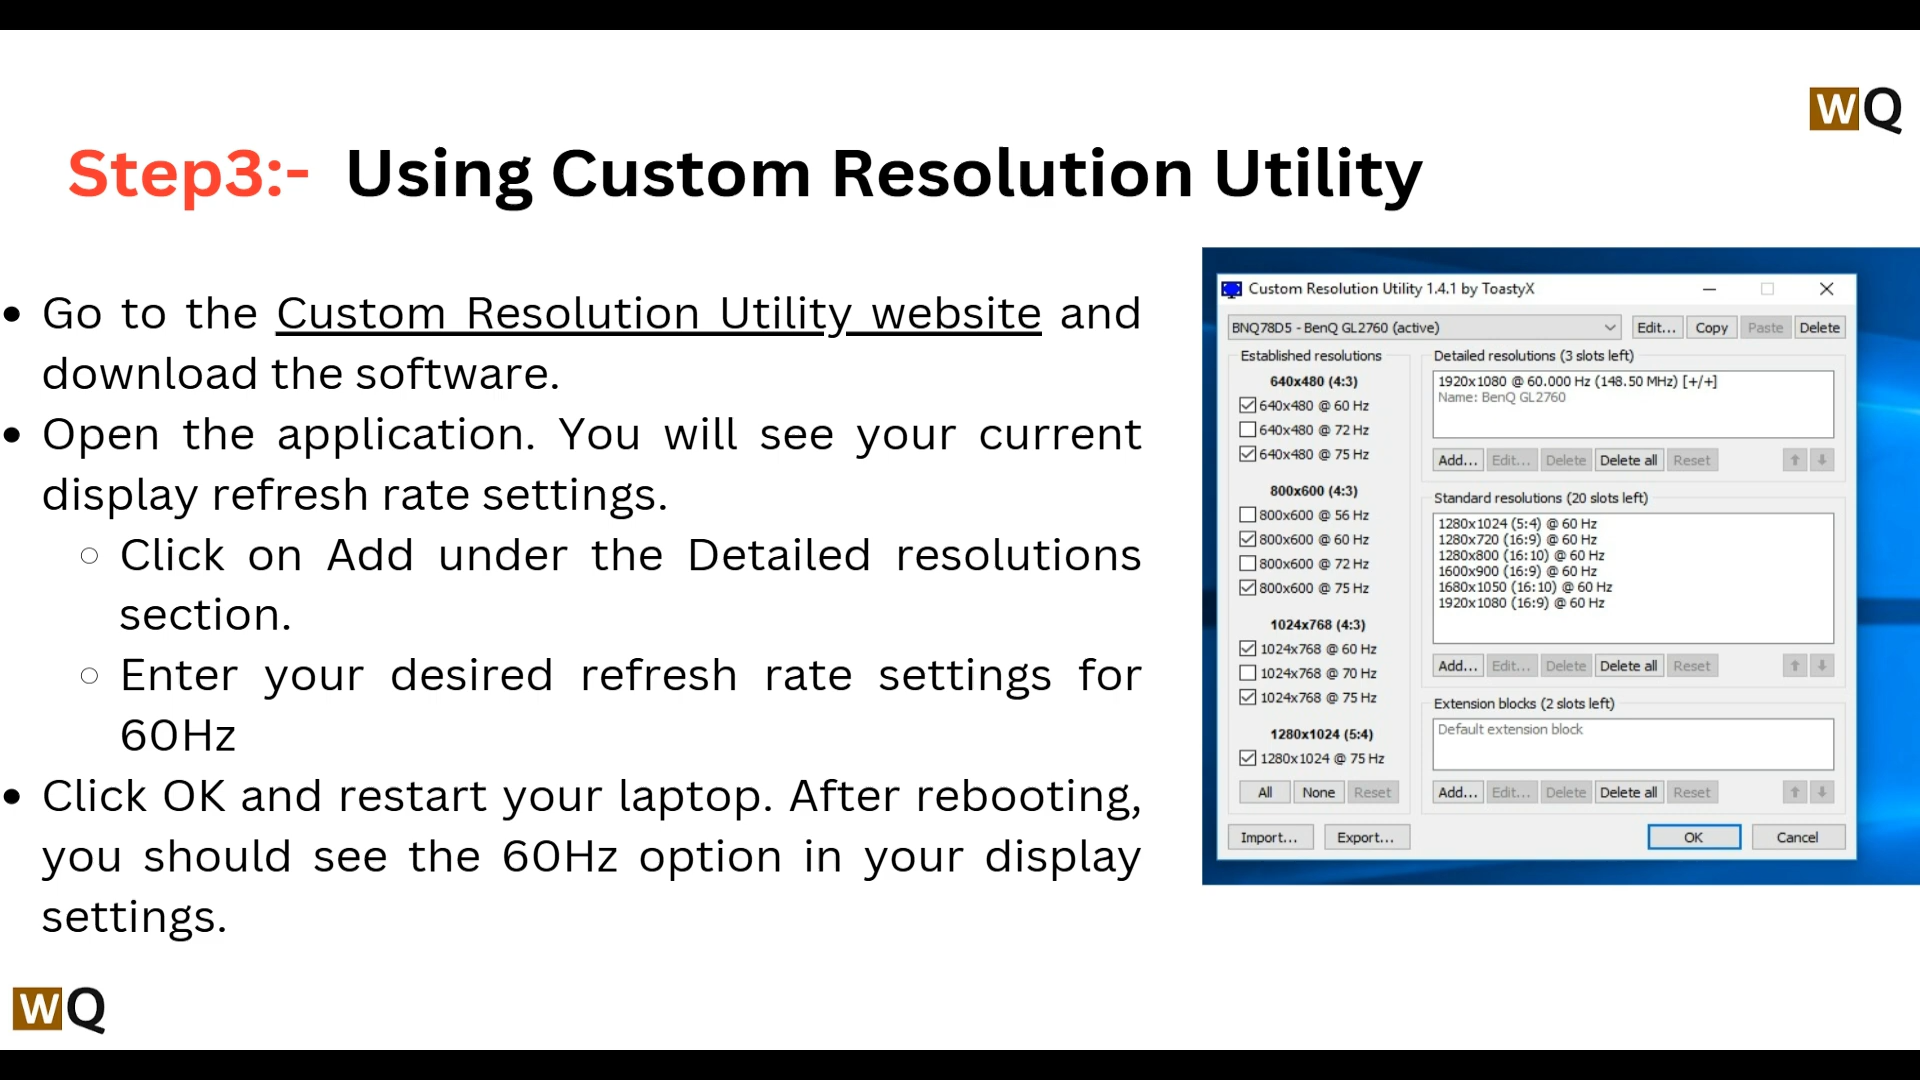 WQ
Step3:- Using Custom Resolution Utility
Go to the Custom Resolution Utility website and
download the software.
Open the application. You will see your current
display refresh rate settings.
Click on Add under the Detailed resolutions
section.
Enter your desired refresh rate settings for
60Hz
Click OK and restart your laptop. After rebooting,
you should see the 60Hz option in your display
settings.
WQ
Custom Resolution Utility 1.4.1 by ToastyX
BNQ78D5 - BenQ GL2760 (active)
Edit... Copy Paste Delete
Established resolutions
640x480 (4:3)
640x480 @ 60 Hz
640x480 @ 72 Hz
640x480 @ 75 Hz
800x600 (4:3)
800x600 @ 56 Hz
800x600 @ 60 Hz
800x600 @ 72 Hz
800x600 @ 75 Hz
1024x768 (4:3)
1024x768 @ 60 Hz
1024x768 @ 70 Hz
1024x768 @ 75 Hz
1280x1024 (5:4)
1280x1024 @ 75 Hz
All None Reset
Detailed resolutions (3 slots left)
1920x1080 @ 60.000 Hz (148.50 MHz) [+/+]
Name: BenQ GL2760
Add... Edit... Delete Delete all Reset
Standard resolutions (20 slots left)
1280x1024 (5:4) @ 60 Hz
1280x720 (16:9) @ 60 Hz
1280x800 (16:10) @ 60 Hz
1600x900 (16:9) @ 60 Hz
1680x1050 (16:10) @ 60 Hz
1920x1080 (16:9) @ 60 Hz
Add... Edit... Delete Delete all Reset
Extension blocks (2 slots left)
Default extension block
Add... Edit... Delete Delete all Reset
Import... Export... OK Cancel